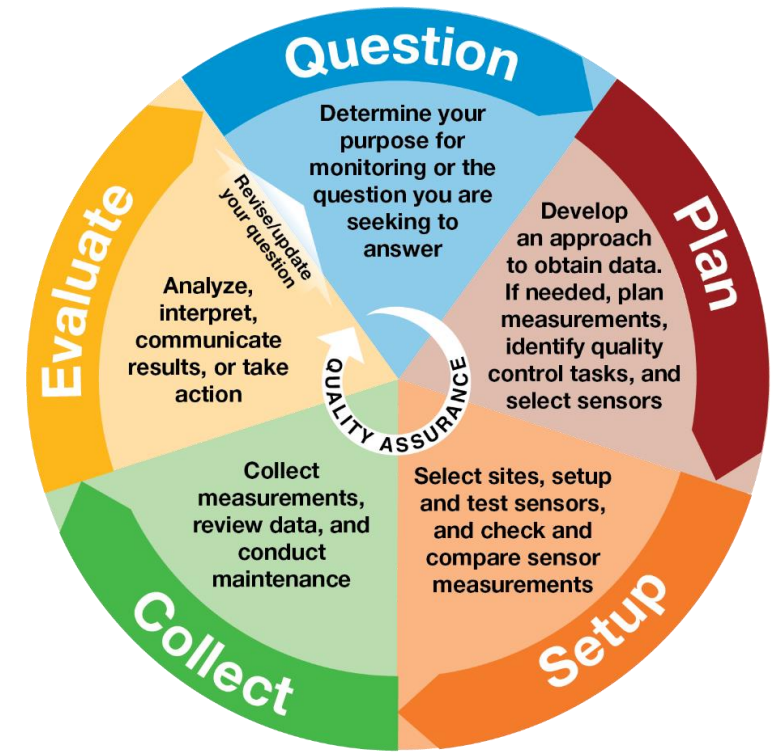 Question
Determine your
purpose for
monitoring or the
question you are
seeking to
answer
Plan
Develop
an approach
to obtain data.
If needed, plan
measurements,
identify quality
control tasks, and
select sensors
Setup
Select sites, setup
and test sensors,
and check and
compare sensor
measurements
Collect
Collect
measurements,
review data, and
conduct
maintenance
Evaluate
Analyze,
interpret,
communicate
results, or take
action
Revise/update
your question
QUALITY ASSURANCE